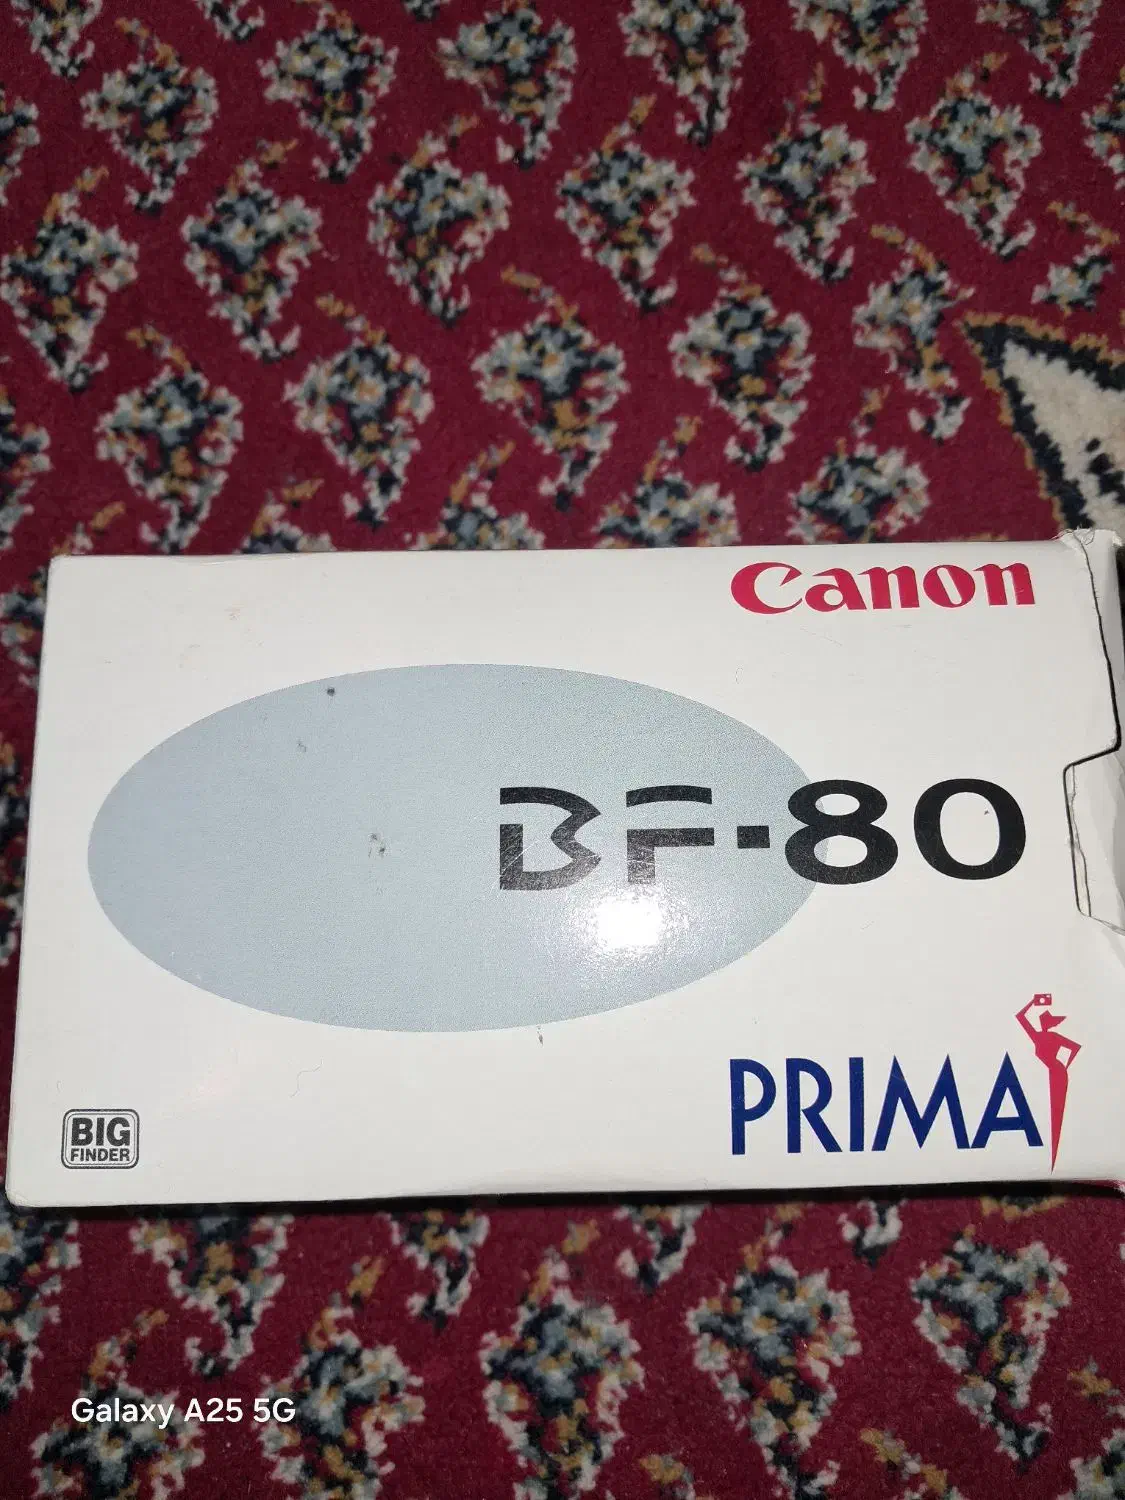 Canon
BF-80
PRIMA
BIG
FINDER
Galaxy A25 5G